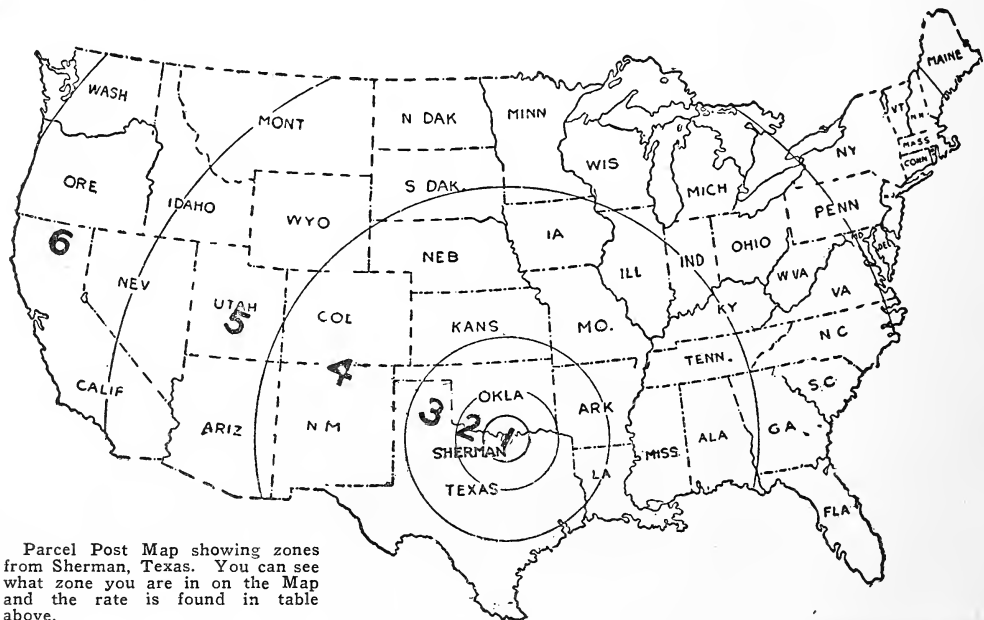 MAINE
WASH
MONT
N DAK
MINN
VT
N.H.
MASS
CONN
NY
ORE
IDAHO
WYO
S DAK.
WIS
MICH
PENN
6
NEV
UTAH
5
COL
NEB
IA
ILL
IND
OHIO
W VA
MD
DEL
VA
KANS
MO.
KY
N C
TENN.
S.C
CALIF
4
ARIZ
N M
3
2
1
OKLA
SHERMAN
TEXAS
ARK
LA
MISS.
ALA
GA.
FLA
Parcel Post Map showing zones
from Sherman, Texas. You can see
what zone you are in on the Map
and the rate is found in table
above.